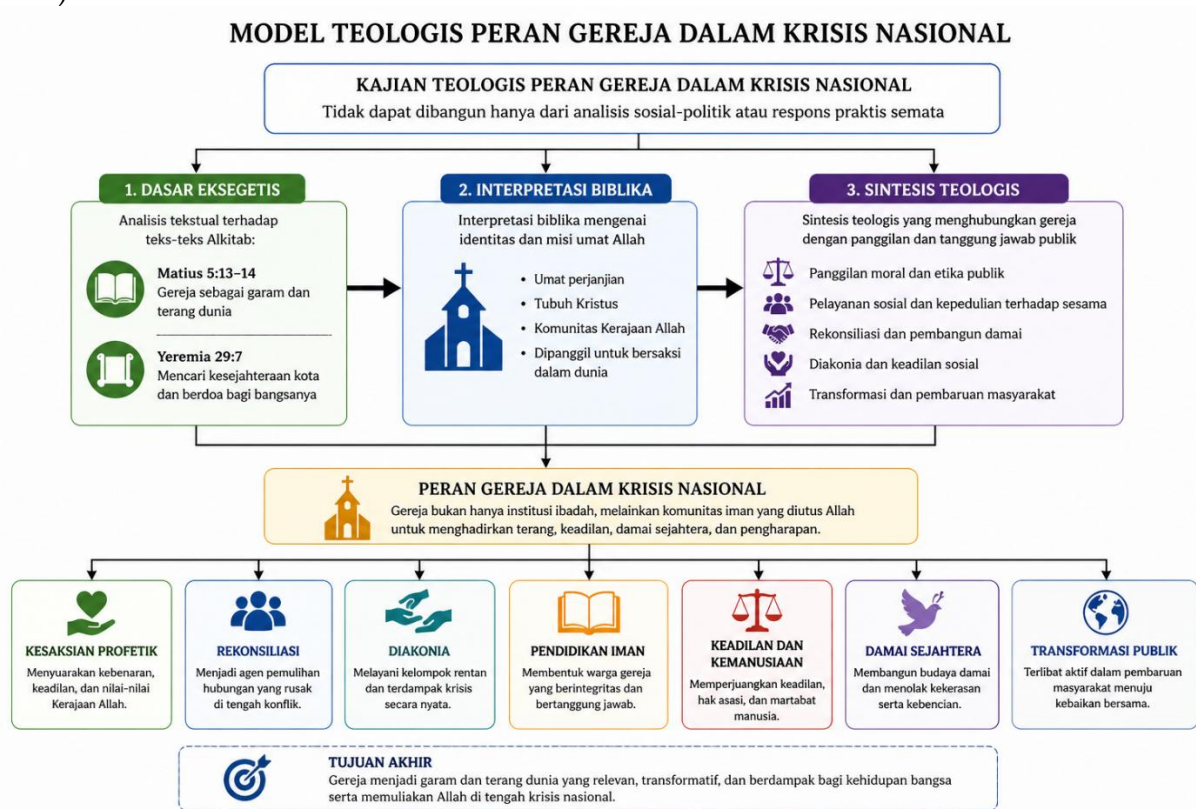 )
MODEL TEOLOGIS PERAN GEREJA DALAM KRISIS NASIONAL
KAJIAN TEOLOGIS PERAN GEREJA DALAM KRISIS NASIONAL
Tidak dapat dibangun hanya dari analisis sosial-politik atau respons praktis semata
1. DASAR EKSEGETIS
Analisis tekstual terhadap
teks-teks Alkitab:
Matius 5:13–14
Gereja sebagai garam dan
terang dunia
Yeremia 29:7
Mencari kesejahteraan kota
dan berdoa bagi bangsanya
2. INTERPRETASI BIBLIKA
Interpretasi biblika mengenai
identitas dan misi umat Allah
• Umat perjanjian
• Tubuh Kristus
• Komunitas Kerajaan Allah
• Dipanggil untuk bersaksi
dalam dunia
3. SINTESIS TEOLOGIS
Sintesis teologis yang menghubungkan gereja
dengan panggilan dan tanggung jawab publik
Panggilan moral dan etika publik
Pelayanan sosial dan kepedulian terhadap sesama
Rekonsiliasi dan pembangun damai
Diakonia dan keadilan sosial
Transformasi dan pembaruan masyarakat
PERAN GEREJA DALAM KRISIS NASIONAL
Gereja bukan hanya institusi ibadah, melainkan komunitas iman yang diutus Allah
untuk menghadirkan terang, keadilan, damai sejahtera, dan pengharapan.
KESAKSIAN PROFETIK
Menyuarakan kebenaran,
keadilan, dan nilai-nilai
Kerajaan Allah.
REKONSILIASI
Menjadi agen pemulihan
hubungan yang rusak
di tengah konflik.
DIAKONIA
Melayani kelompok rentan
dan terdampak krisis
secara nyata.
PENDIDIKAN IMAN
Membentuk warga gereja
yang berintegritas dan
bertanggung jawab.
KEADILAN DAN
KEMANUSIAAN
Memperjuangkan keadilan,
hak asasi, dan martabat
manusia.
DAMAI SEJAHTERA
Membangun budaya damai
dan menolak kekerasan
serta kebencian.
TRANSFORMASI PUBLIK
Terlibat aktif dalam pembaruan
masyarakat menuju
kebaikan bersama.
TUJUAN AKHIR
Gereja menjadi garam dan terang dunia yang relevan, transformatif, dan berdampak bagi kehidupan bangsa
serta memuliakan Allah di tengah krisis nasional.